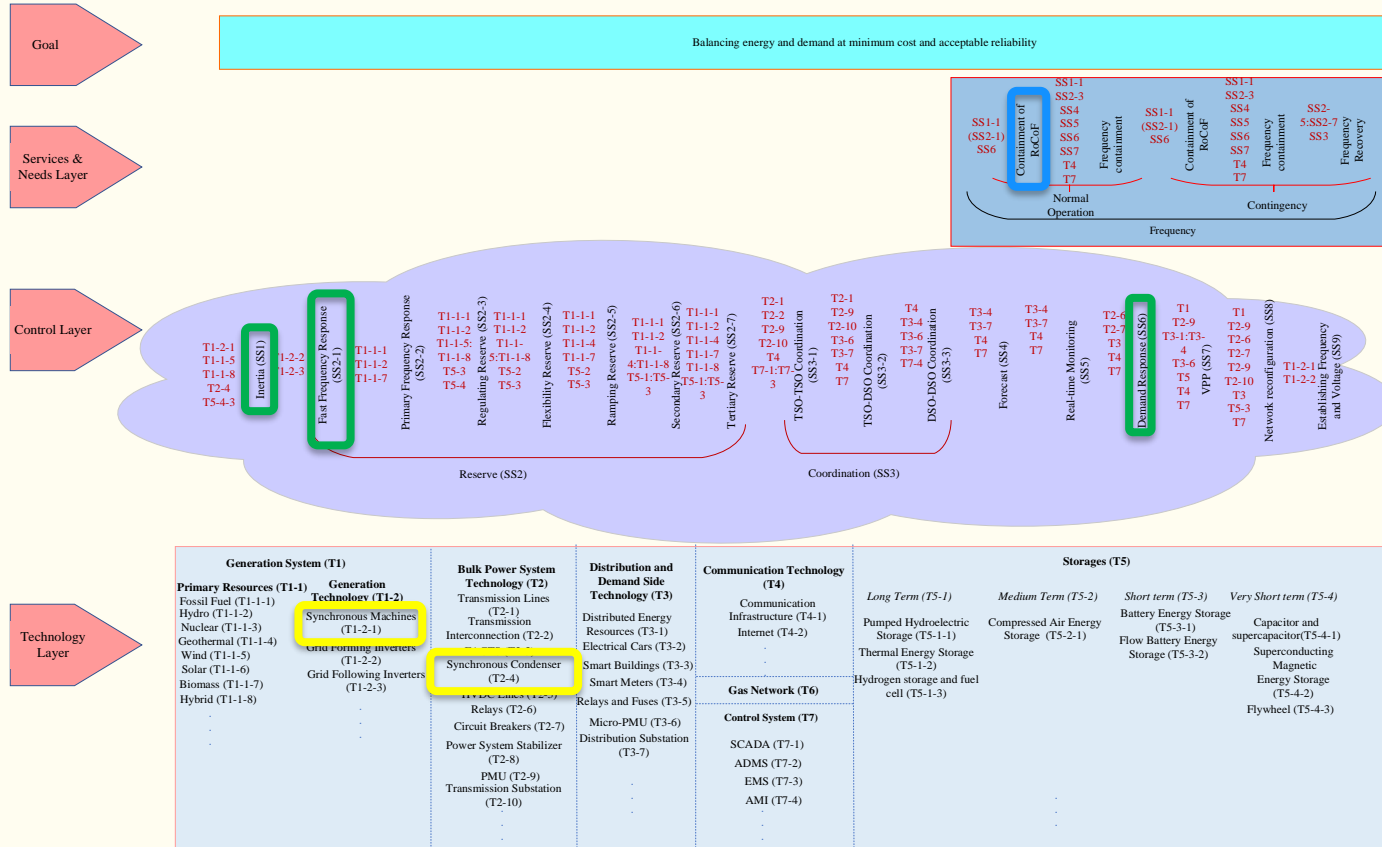 Goal
Balancing energy and demand at minimum cost and acceptable reliability
Services &
Needs Layer
SS1-1
(SS2-1)
SS6
Containment of
RoCoF
SS1-1
SS2-3
SS4
SS5
SS6
SS7
T4
T7
Frequency
containment
SS1-1
(SS2-1)
SS6
Containment of
RoCoF
SS1-1
SS2-3
SS4
SS5
SS6
SS7
T4
T7
Frequency
containment
SS2-
5:SS2-7
SS3
Frequency
Recovery
Normal
Operation
Contingency
Frequency
Control Layer
T1-2-1
T1-1-5
T1-1-8
T2-4
T5-4-3
Inertia (SS1)
T1-2-2
T1-2-3
Fast Frequency Response
(SS2-1)
T1-1-1
T1-1-2
T1-1-7
Primary Frequency Response
(SS2-2)
T1-1-1
T1-1-2
T1-1-5:
T1-1-8
T5-3
T5-4
Regulating Reserve (SS2-3)
T1-1-1
T1-1-2
T1-1-
5:T1-1-8
T5-2
T5-3
Flexibility Reserve (SS2-4)
T1-1-1
T1-1-2
T1-1-4
T1-1-7
T5-2
T5-3
Ramping Reserve (SS2-5)
T1-1-1
T1-1-2
T1-1-
4:T1-1-8
T5-1:T5-
3
Secondary Reserve (SS2-6)
T1-1-1
T1-1-2
T1-1-4
T1-1-7
T1-1-8
T5-1:T5-
3
Tertiary Reserve (SS2-7)
T2-1
T2-2
T2-9
T2-10
T4
T7-1:T7-
3
TSO-TSO Coordination
(SS3-1)
T2-1
T2-9
T2-10
T3-6
T3-7
T4
T7
TSO-DSO Coordination
(SS3-2)
T4
T3-4
T3-6
T3-7
T7-4
DSO-DSO Coordination
(SS3-3)
T3-4
T3-7
T4
T7
Forecast (SS4)
T3-4
T3-7
T4
T7
Real-time Monitoring
(SS5)
T2-6
T2-7
T3
T4
T7
Demand Response (SS6)
T1
T2-9
T3-1:T3-
4
T3-6
T5
T4
T7
VPP (SS7)
T1
T2-9
T2-6
T2-7
T2-9
T2-10
T3
T5-3
T7
Network reconfiguration (SS8)
T1-2-1
T1-2-2
Establishing Frequency
and Voltage (SS9)
Reserve (SS2)
Coordination (SS3)
Technology
Layer
Generation System (T1)
Primary Resources (T1-1)
Fossil Fuel (T1-1-1)
Hydro (T1-1-2)
Nuclear (T1-1-3)
Geothermal (T1-1-4)
Wind (T1-1-5)
Solar (T1-1-6)
Biomass (T1-1-7)
Hybrid (T1-1-8)
.
.
.
Generation
Technology (T1-2)
Synchronous Machines
(T1-2-1)
Grid Forming Inverters
(T1-2-2)
Grid Following Inverters
(T1-2-3)
.
.
.
Bulk Power System
Technology (T2)
Transmission Lines
(T2-1)
Transmission
Interconnection (T2-2)
Synchronous Condenser
(T2-4)
HVDC Lines (T2-5)
Relays (T2-6)
Circuit Breakers (T2-7)
Power System Stabilizer
(T2-8)
PMU (T2-9)
Transmission Substation
(T2-10)
.
.
.
Distribution and
Demand Side
Technology (T3)
Distributed Energy
Resources (T3-1)
Electrical Cars (T3-2)
Smart Buildings (T3-3)
Smart Meters (T3-4)
Relays and Fuses (T3-5)
Micro-PMU (T3-6)
Distribution Substation
(T3-7)
.
.
.
Communication Technology
(T4)
Communication
Infrastructure (T4-1)
Internet (T4-2)
.
.
.
Gas Network (T6)
Control System (T7)
SCADA (T7-1)
ADMS (T7-2)
EMS (T7-3)
AMI (T7-4)
.
.
.
Storages (T5)
Long Term (T5-1)
Pumped Hydroelectric
Storage (T5-1-1)
Thermal Energy Storage
(T5-1-2)
Hydrogen storage and fuel
cell (T5-1-3)
Medium Term (T5-2)
Compressed Air Energy
Storage (T5-2-1)
Short term (T5-3)
Battery Energy Storage
(T5-3-1)
Flow Battery Energy
Storage (T5-3-2)
Very Short term (T5-4)
Capacitor and
supercapacitor(T5-4-1)
Superconducting
Magnetic
Energy Storage
(T5-4-2)
Flywheel(T5-4-3)
.
.
.